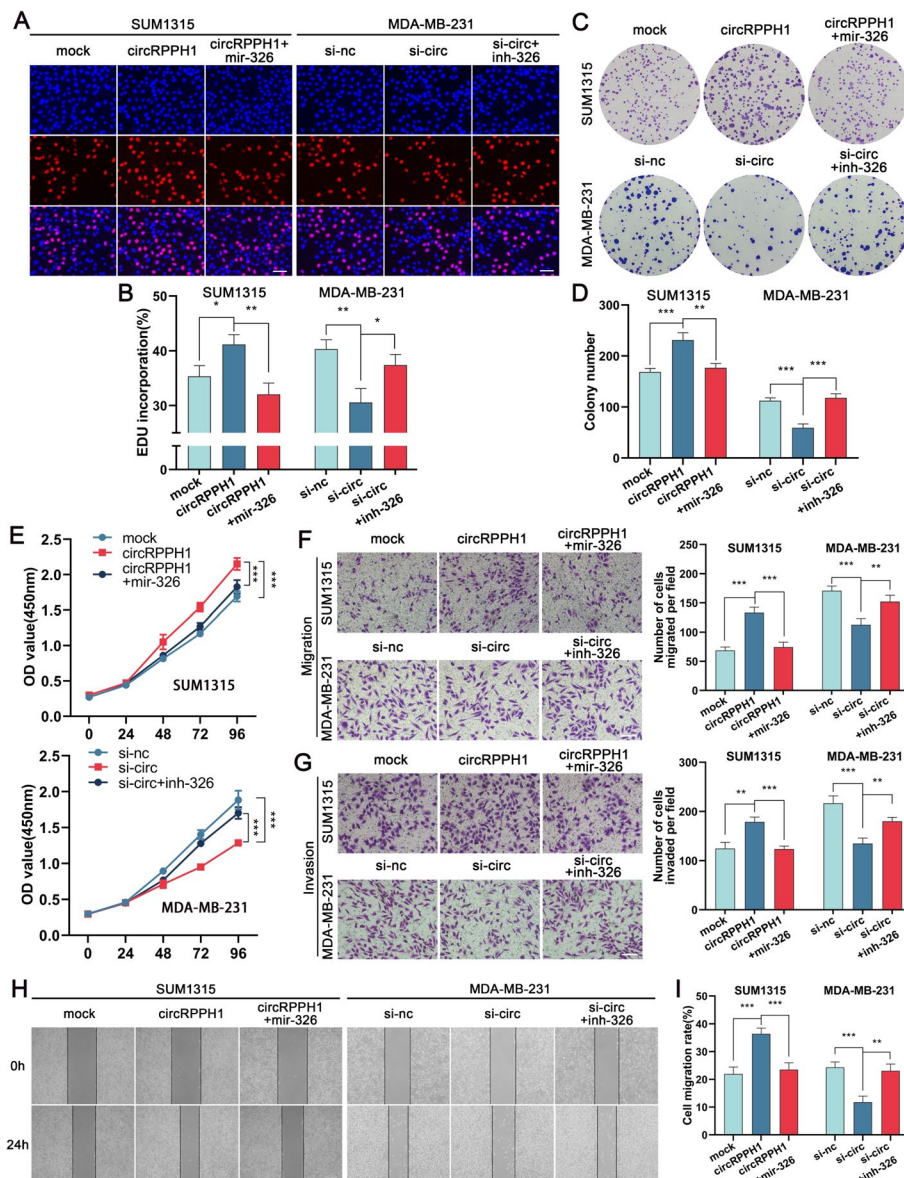 A
SUM1315
MDA-MB-231
mock
circRPPH1
circRPPH1+
mir-326
si-nc
si-circ
si-circ+
inh-326
B
SUM1315
MDA-MB-231
EDU incorporation(%)
50
40
30
0
*
**
**
*
mock
circRPPH1
circRPPH1
+mir-326
si-nc
si-circ
si-circ
+inh-326
C
mock
circRPPH1
circRPPH1
+mir-326
SUM1315
si-nc
si-circ
si-circ
+inh-326
MDA-MB-231
D
SUM1315
MDA-MB-231
Colony number
300
200
100
0
***
**
***
***
mock
circRPPH1
circRPPH1
+mir-326
si-nc
si-circ
si-circ
+inh-326
E
mock
circRPPH1
circRPPH1
+mir-326
OD value(450nm)
2.5
2.0
1.5
1.0
0.5
0.0
***
***
SUM1315
0 24 48 72 96
si-nc
si-circ
si-circ+inh-326
OD value(450nm)
2.5
2.0
1.5
1.0
0.5
0.0
***
***
MDA-MB-231
0 24 48 72 96
F
mock
circRPPH1
circRPPH1
+mir-326
Migration
SUM1315
si-nc
si-circ
si-circ
+inh-326
MDA-MB-231
SUM1315
MDA-MB-231
Number of cells
migrated per field
200
150
100
50
0
***
***
***
**
mock
circRPPH1
circRPPH1
+mir-326
si-nc
si-circ
si-circ
+inh-326
G
mock
circRPPH1
circRPPH1
+mir-326
Invasion
SUM1315
si-nc
si-circ
si-circ
+inh-326
MDA-MB-231
SUM1315
MDA-MB-231
Number of cells
invaded per field
300
200
100
0
**
***
***
**
mock
circRPPH1
circRPPH1
+mir-326
si-nc
si-circ
si-circ
+inh-326
H
SUM1315
MDA-MB-231
mock
circRPPH1
circRPPH1
+mir-326
si-nc
si-circ
si-circ
+inh-326
0h
24h
I
SUM1315
MDA-MB-231
Cell migration rate(%)
50
40
30
20
10
0
***
***
***
**
mock
circRPPH1
circRPPH1
+mir-326
si-nc
si-circ
si-circ
+inh-326